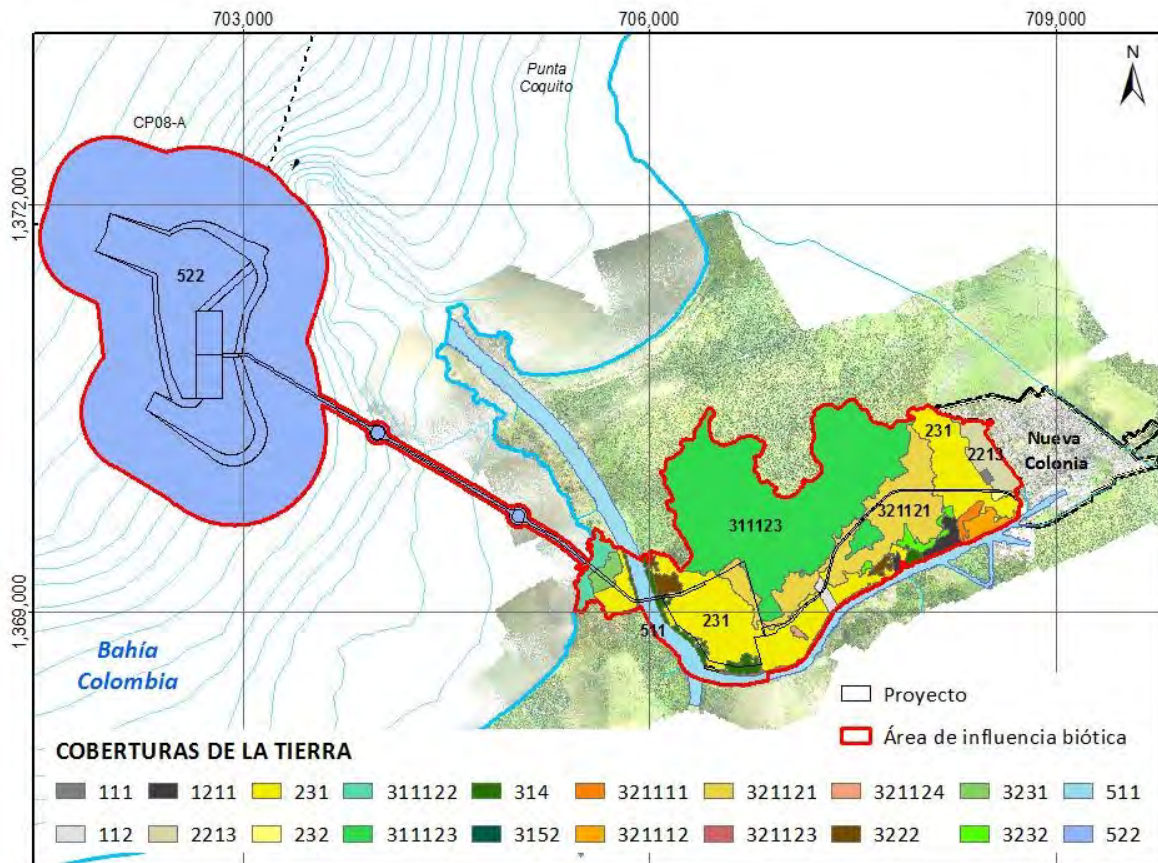 703,000 706,000 709,000
N
Punta
Coquito
CP08-A
1,372,000
522
231
2213
Nueva
Colonia
311123
321121
231
511
1,369,000
Bahía
Colombia
Proyecto
Área de influencia biótica
COBERTURAS DE LA TIERRA
111 1211 231 311122 314 321111 321121 321124 3231 511
112 2213 232 311123 3152 321112 321123 3222 3232 522